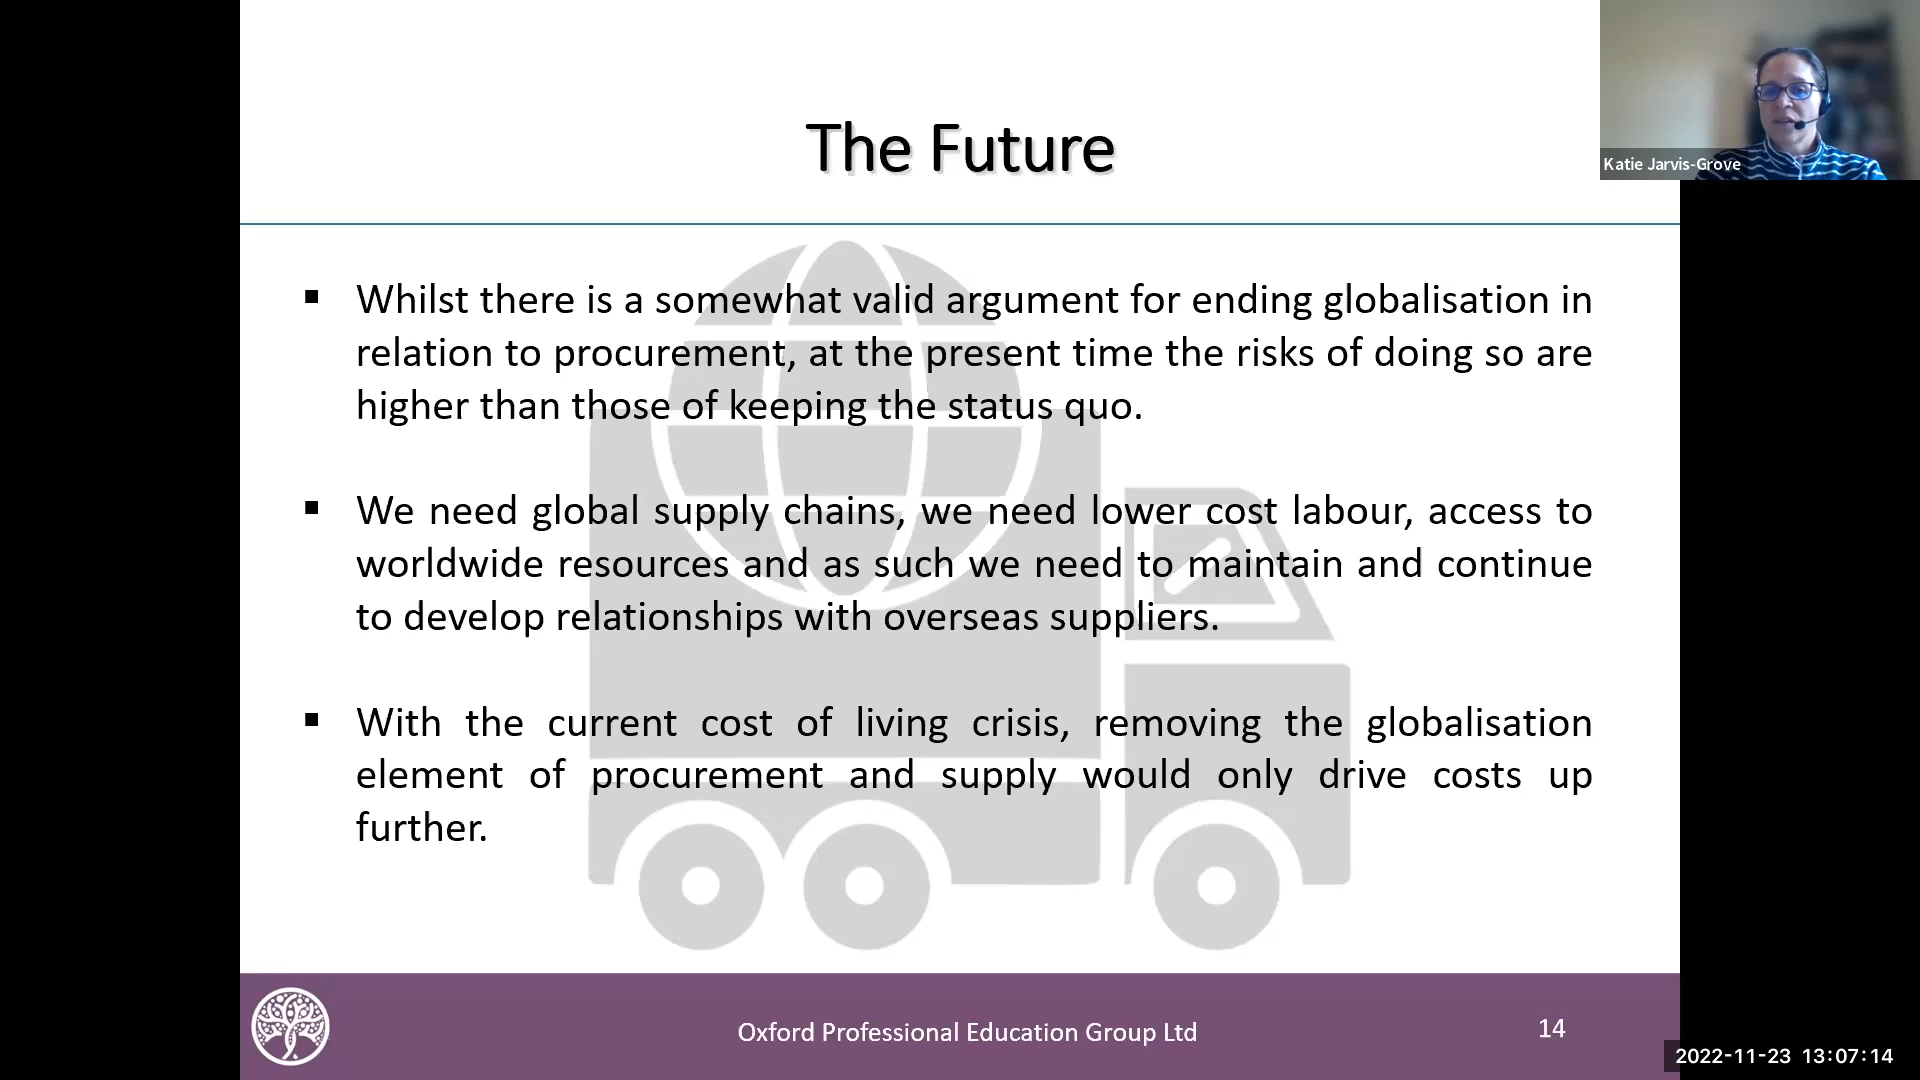 The Future
Katie Jarvis-Grove
▪ Whilst there is a somewhat valid argument for ending globalisation in
relation to procurement, at the present time the risks of doing so are
higher than those of keeping the status quo.
▪ We need global supply chains, we need lower cost labour, access to
worldwide resources and as such we need to maintain and continue
to develop relationships with overseas suppliers.
▪ With the current cost of living crisis, removing the globalisation
element of procurement and supply would only drive costs up
further.
Oxford Professional Education Group Ltd
14
2022-11-23 13:07:14